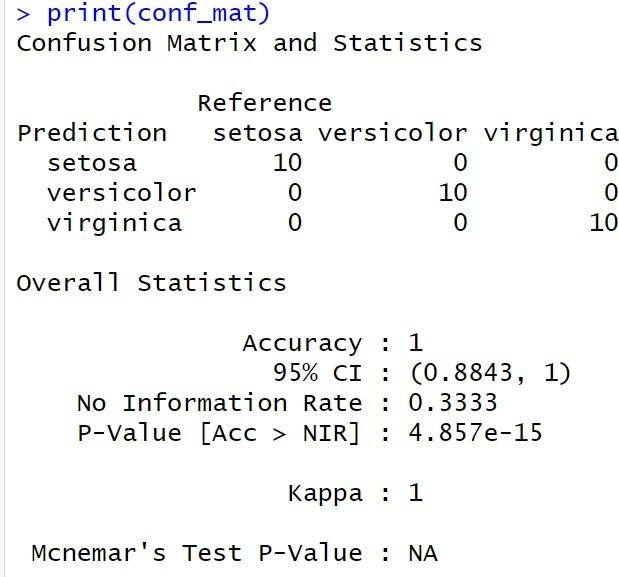 > print(conf_mat)
Confusion Matrix and Statistics
Reference
Prediction setosa versicolor virginica
setosa 10 0 0
versicolor 0 10 0
virginica 0 0 10
Overall Statistics
Accuracy : 1
95% CI : (0.8843, 1)
No Information Rate : 0.3333
P-Value [Acc > NIR] : 4.857e-15
Kappa : 1
Mcnemar's Test P-Value : NA